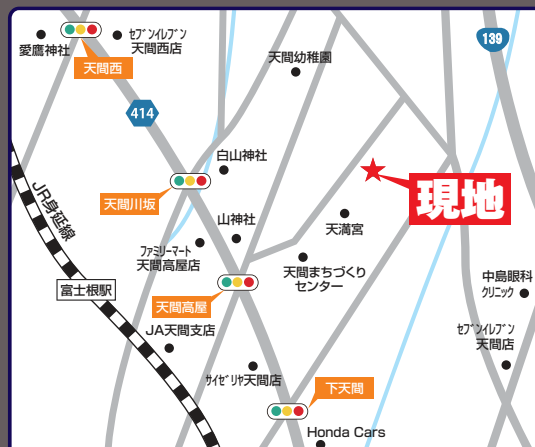 愛鷹神社
セブンイレブン
天間西店
天間西
天間幼稚園
139
414
白山神社
現地
天間川坂
JR身延線
山神社
天満宮
ファミリーマート
天間高屋店
天間まちづくり
センター
中島眼科
クリニック
富士根駅
天間高屋
JA天間支店
セブンイレブン
天間店
サイゼリヤ天間店
下天間
Honda Cars